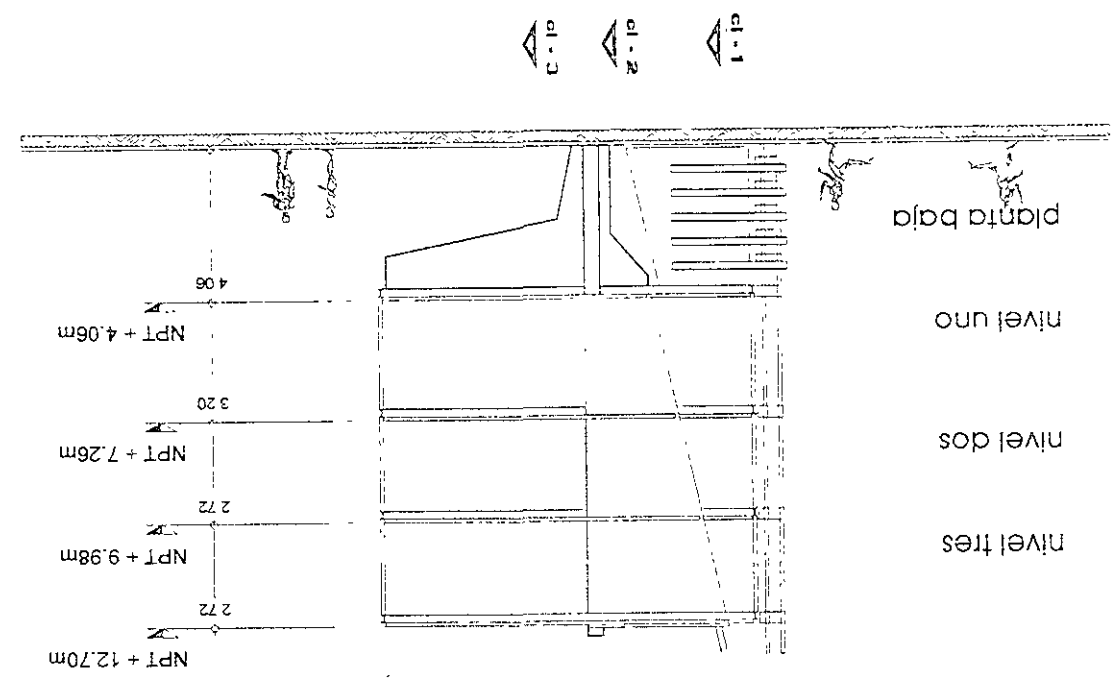 NPT + 12.70m
2.72
NPT + 9.98m
nivel tres
2.72
NPT + 7.26m
nivel dos
3.20
NPT + 4.06m
nivel uno
4.06
planta baja
cl - 1
cl - 2
cl - 3